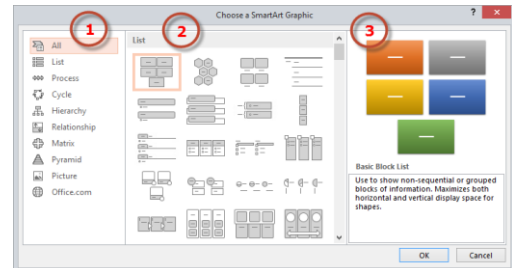 Choose a SmartArt Graphic
?
1
2
3
All
List
Process
Cycle
Hierarchy
Relationship
Matrix
Pyramid
Picture
Office.com
List
Basic Block List
Use to show non-sequential or grouped
blocks of information. Maximizes both
horizontal and vertical display space for
shapes.
OK
Cancel